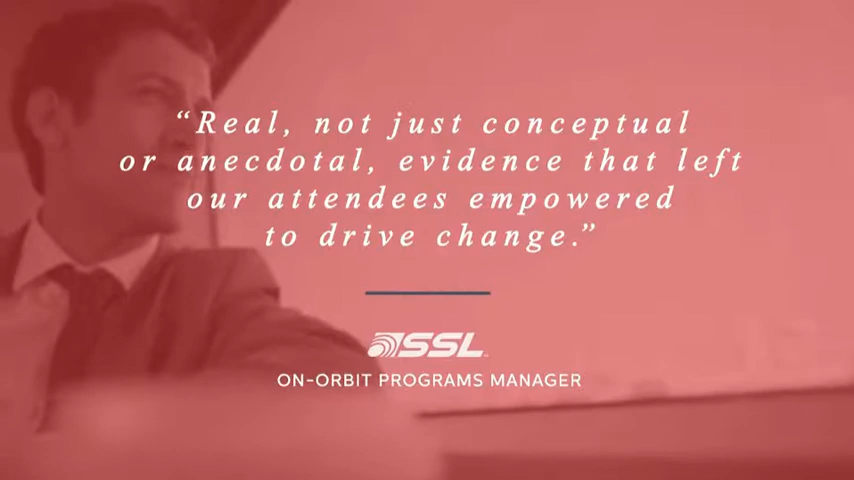 “Real, not just conceptual
or anecdotal, evidence that left
our attendees empowered
to drive change.”
SSL
ON-ORBIT PROGRAMS MANAGER